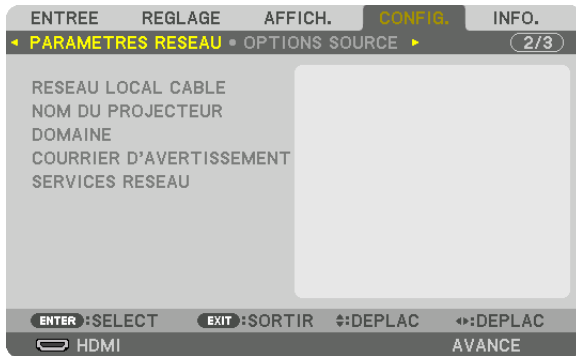 ENTREE REGLAGE AFFICH. CONFIG. INFO.
PARAMETRES RESEAU • OPTIONS SOURCE 2/3
RESEAU LOCAL CABLE
NOM DU PROJECTEUR
DOMAINE
COURRIER D'AVERTISSEMENT
SERVICES RESEAU
ENTER :SELECT EXIT :SORTIR :DEPLAC :DEPLAC
HDMI AVANCE